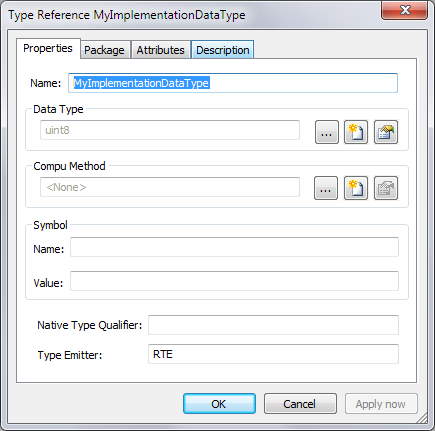 Type Reference MyImplementationDataType
Properties Package Attributes Description
Name: MyImplementationDataType
Data Type
uint8 ...
Compu Method
<None> ...
Symbol
Name:
Value:
Native Type Qualifier:
Type Emitter: RTE
OK Cancel Apply now